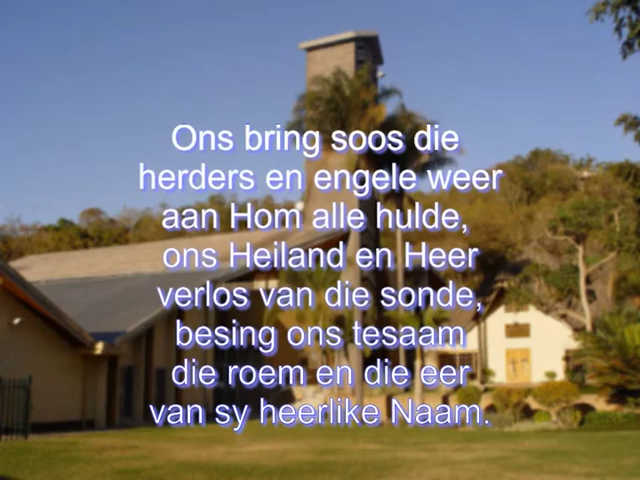 Ons bring soos die
herders en engele weer
aan Hom alle hulde,
ons Heiland en Heer
verlos van die sonde,
besing ons tesaam
die roem en die eer
van sy heerlike Naam.